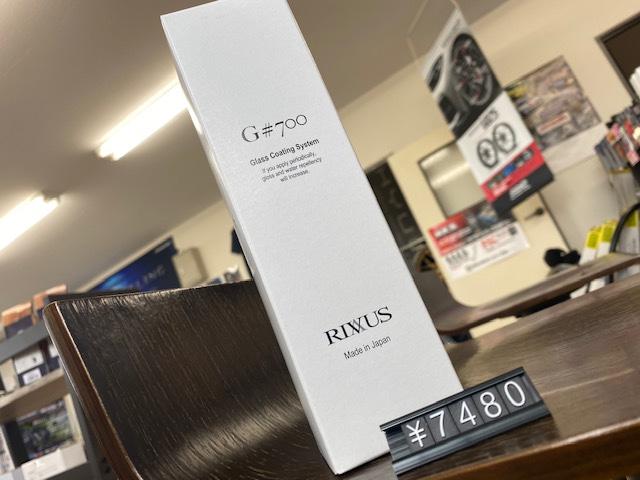 G#700
Glass Coating System
If you apply periodically,
gloss and water repellency
will increase.
RIWUS
Made in Japan
¥7480